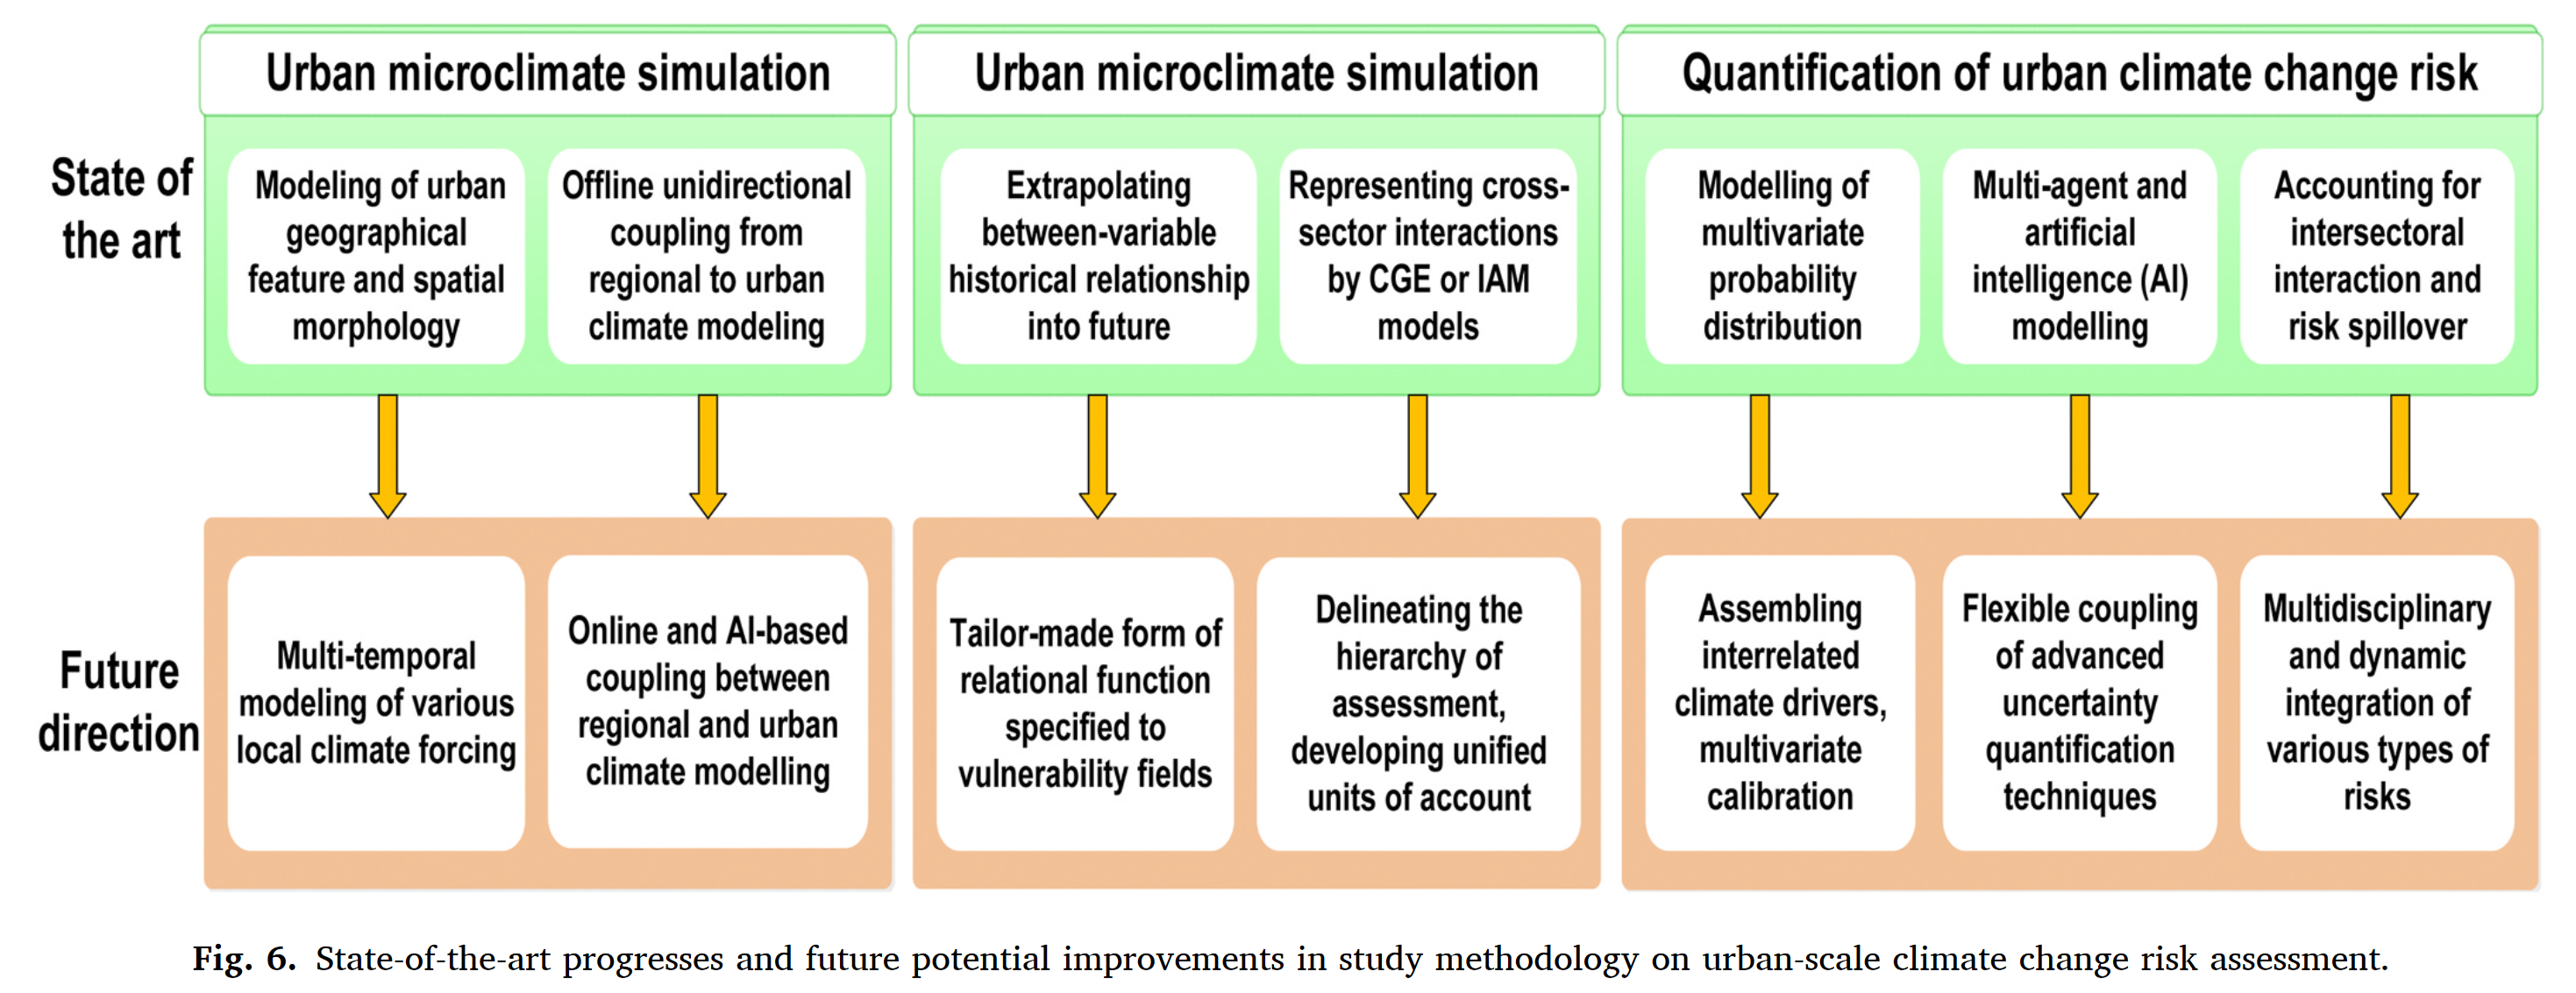 Urban microclimate simulation
Urban microclimate simulation
Quantification of urban climate change risk
State of
the art
Modeling of urban
geographical
feature and spatial
morphology
Offline unidirectional
coupling from
regional to urban
climate modeling
Extrapolating
between-variable
historical relationship
into future
Representing cross-
sector interactions
by CGE or IAM
models
Modelling of
multivariate
probability
distribution
Multi-agent and
artificial
intelligence (AI)
modelling
Accounting for
intersectoral
interaction and
risk spillover
Future
direction
Multi-temporal
modeling of various
local climate forcing
Online and AI-based
coupling between
regional and urban
climate modelling
Tailor-made form of
relational function
specified to
vulnerability fields
Delineating the
hierarchy of
assessment,
developing unified
units of account
Assembling
interrelated
climate drivers,
multivariate
calibration
Flexible coupling
of advanced
uncertainty
quantification
techniques
Multidisciplinary
and dynamic
integration of
various types of
risks
Fig. 6. State-of-the-art progresses and future potential improvements in study methodology on urban-scale climate change risk assessment.